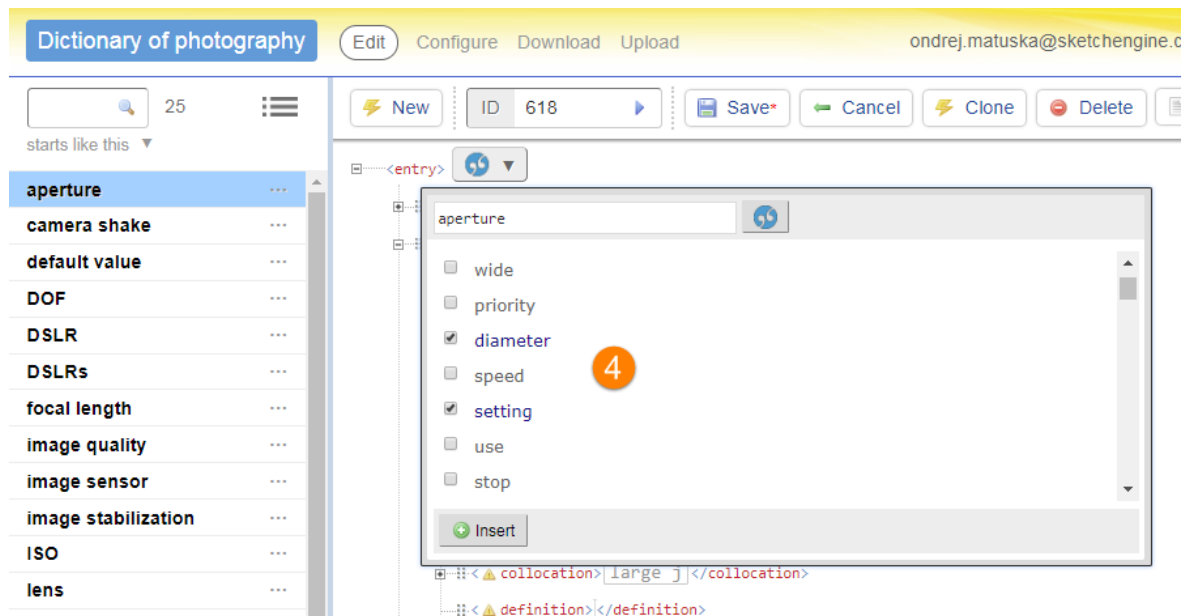 Dictionary of photography Edit Configure Download Upload ondrej.matuska@sketchengine.c
25
starts like this ▼
New ID 618 Save* Cancel Clone Delete
aperture ...
camera shake ...
default value ...
DOF ...
DSLR ...
DSLRs ...
focal length ...
image quality ...
image sensor ...
image stabilization ...
ISO ...
lens ...
<entry>
aperture
wide
priority
diameter
speed
setting
use
stop
4
Insert
<collocation> large j </collocation>
<definition></definition>